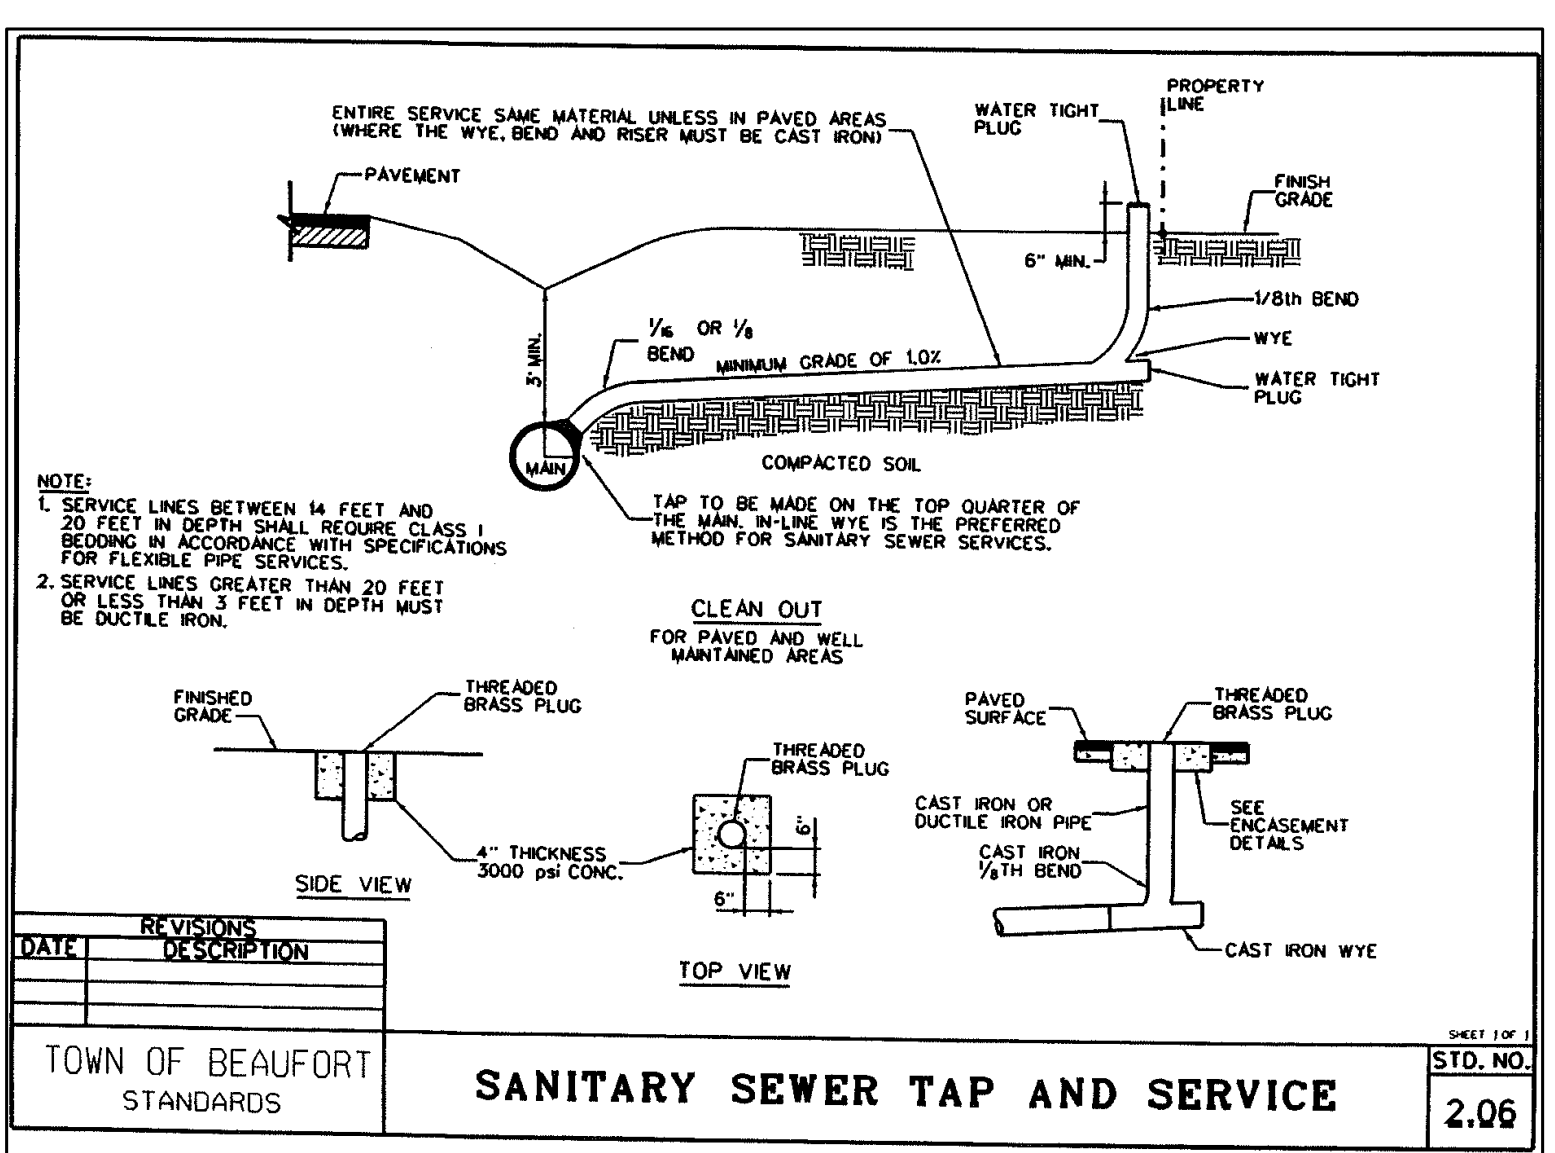 ENTIRE SERVICE SAME MATERIAL UNLESS IN PAVED AREAS
(WHERE THE WYE, BEND AND RISER MUST BE CAST IRON)
WATER TIGHT
PLUG
PROPERTY
LINE
PAVEMENT
FINISH
GRADE
6" MIN.
1/8th BEND
WYE
WATER TIGHT
PLUG
1/16 OR 1/8
BEND
MINIMUM GRADE OF 1.0%
3' MIN.
MAIN
COMPACTED SOIL
TAP TO BE MADE ON THE TOP QUARTER OF
THE MAIN. IN-LINE WYE IS THE PREFERRED
METHOD FOR SANITARY SEWER SERVICES.
NOTE:
1. SERVICE LINES BETWEEN 14 FEET AND
20 FEET IN DEPTH SHALL REQUIRE CLASS I
BEDDING IN ACCORDANCE WITH SPECIFICATIONS
FOR FLEXIBLE PIPE SERVICES.
2. SERVICE LINES GREATER THAN 20 FEET
OR LESS THAN 3 FEET IN DEPTH MUST
BE DUCTILE IRON.
CLEAN OUT
FOR PAVED AND WELL
MAINTAINED AREAS
FINISHED
GRADE
THREADED
BRASS PLUG
4" THICKNESS
3000 psi CONC.
SIDE VIEW
THREADED
BRASS PLUG
6"
6"
TOP VIEW
PAVED
SURFACE
THREADED
BRASS PLUG
CAST IRON OR
DUCTILE IRON PIPE
CAST IRON
1/8TH BEND
SEE
ENCASEMENT
DETAILS
CAST IRON WYE
REVISIONS
DATE DESCRIPTION
TOWN OF BEAUFORT
STANDARDS
SANITARY SEWER TAP AND SERVICE
SHEET 1 OF 1
STD. NO.
2.06